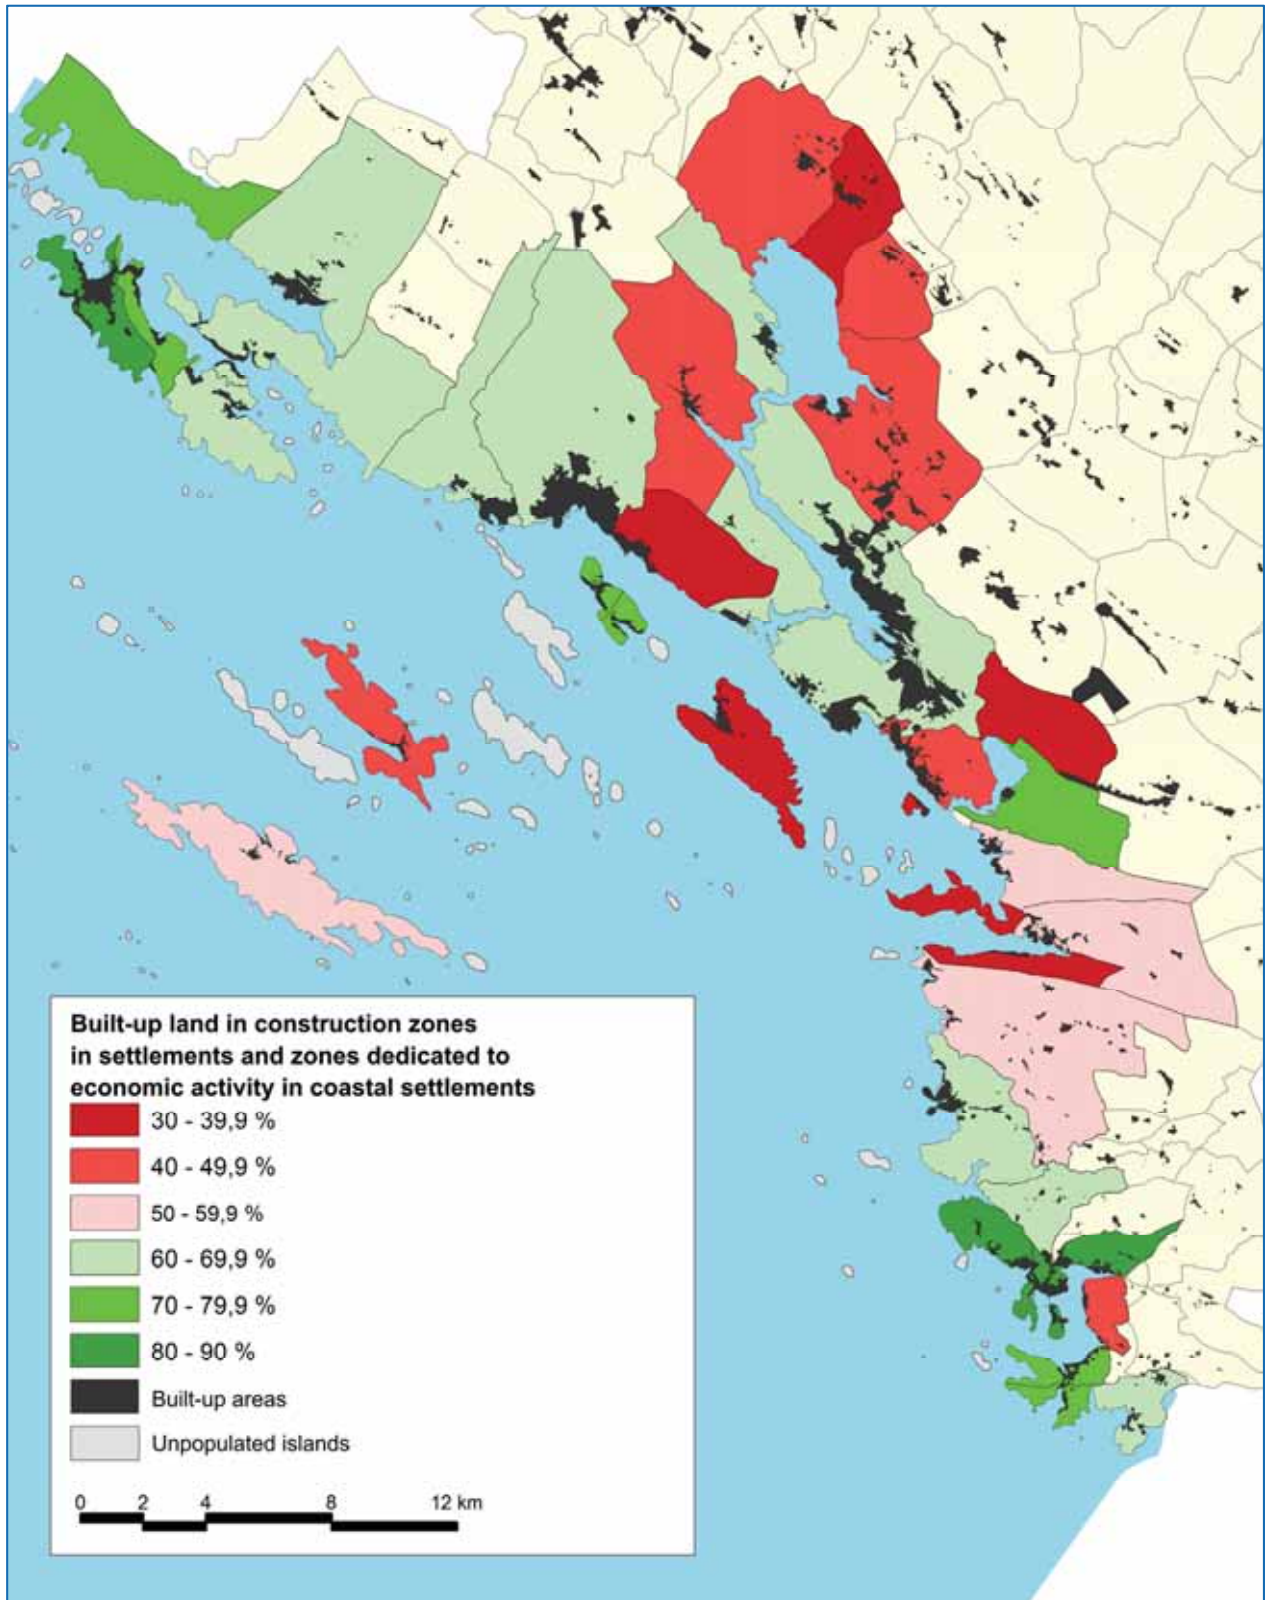 Built-up land in construction zones
in settlements and zones dedicated to
economic activity in coastal settlements
30 - 39,9 %
40 - 49,9 %
50 - 59,9 %
60 - 69,9 %
70 - 79,9 %
80 - 90 %
Built-up areas
Unpopulated islands
0 2 4 8 12 km